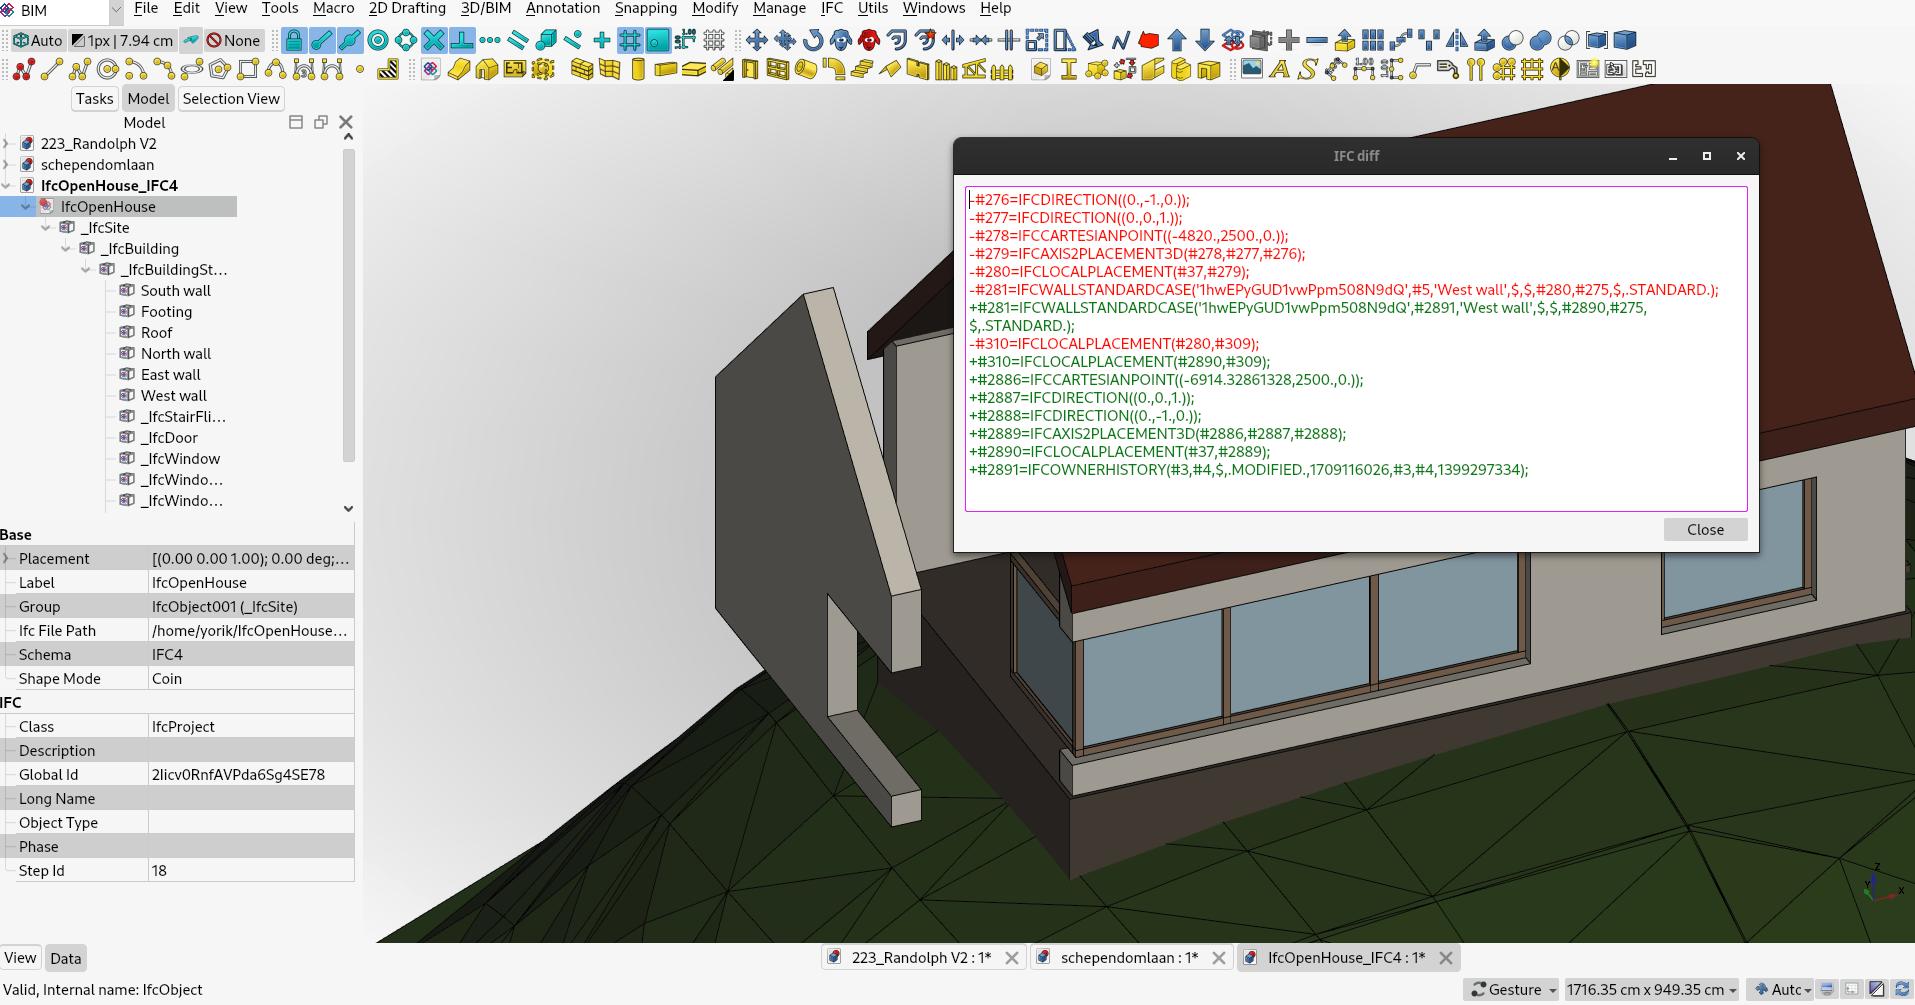 BIM
File Edit View Tools Macro 2D Drafting 3D/BIM Annotation Snapping Modify Manage IFC Utils Windows Help
Auto 1px | 7.94 cm None
Tasks Model Selection View
Model
223_Randolph V2
schependomlaan
IfcOpenHouse_IFC4
IfcOpenHouse
_IfcSite
_IfcBuilding
_IfcBuildingSt...
South wall
Footing
Roof
North wall
East wall
West wall
_IfcStairFli...
_IfcDoor
_IfcWindow
_IfcWindo...
_IfcWindo...
Base
Placement [(0.00 0.00 1.00); 0.00 deg;...
Label IfcOpenHouse
Group IfcObject001 (_IfcSite)
Ifc File Path /home/yorik/IfcOpenHouse...
Schema IFC4
Shape Mode Coin
IFC
Class IfcProject
Description
Global Id 2Iicv0RnfAVPda6Sg4SE78
Long Name
Object Type
Phase
Step Id 18
View Data
IFC diff
-#276=IFCDIRECTION((0.,-1.,0.));
-#277=IFCDIRECTION((0.,0.,1.));
-#278=IFCCARTESIANPOINT((-4820.,2500.,0.));
-#279=IFCAXIS2PLACEMENT3D(#278,#277,#276);
-#280=IFCLOCALPLACEMENT(#37,#279);
-#281=IFCWALLSTANDARDCASE('1hwEPyGUD1vwPpm508N9dQ',#5,'West wall',$,$,#280,#275,$,.STANDARD.);
+#281=IFCWALLSTANDARDCASE('1hwEPyGUD1vwPpm508N9dQ',#2891,'West wall',$,$,#2890,#275,
$,.STANDARD.);
-#310=IFCLOCALPLACEMENT(#280,#309);
+#310=IFCLOCALPLACEMENT(#2890,#309);
+#2886=IFCCARTESIANPOINT((-6914.32861328,2500.,0.));
+#2887=IFCDIRECTION((0.,0.,1.));
+#2888=IFCDIRECTION((0.,-1.,0.));
+#2889=IFCAXIS2PLACEMENT3D(#2886,#2887,#2888);
+#2890=IFCLOCALPLACEMENT(#37,#2889);
+#2891=IFCOWNERHISTORY(#3,#4,$,.MODIFIED.,1709116026,#3,#4,1399297334);
Close
Z
Y
X
223_Randolph V2 : 1* schependomlaan : 1* IfcOpenHouse_IFC4 : 1*
Valid, Internal name: IfcObject
Gesture 1716.35 cm x 949.35 cm Autc